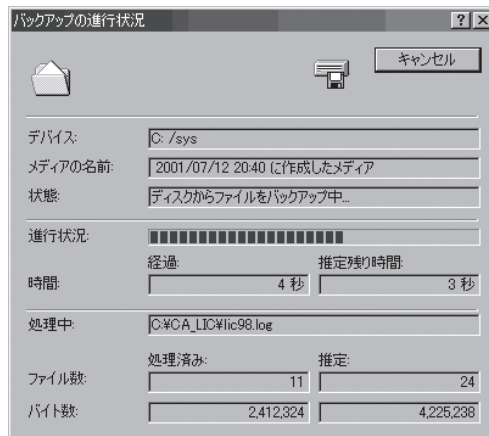 バックアップの進行状況
キャンセル
デバイス: C: /sys
メディアの名前: 2001/07/12 20:40 に作成したメディア
状態: ディスクからファイルをバックアップ中...
進行状況:
経過: 推定残り時間:
時間: 4 秒 3 秒
処理中: C:¥CA_LIC¥lic98.log
処理済み: 推定:
ファイル数: 11 24
バイト数: 2,412,324 4,225,238